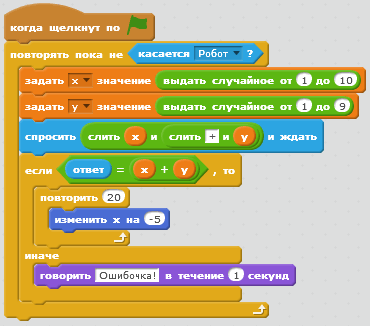 когда щелкнут по
повторять пока не касается Робот ?
задать x значение выдать случайное от 1 до 10
задать y значение выдать случайное от 1 до 9
спросить слить x и слить + и y и ждать
если ответ = x + y , то
повторить 20
изменить x на -5
иначе
говорить Ошибочка! в течение 1 секунд